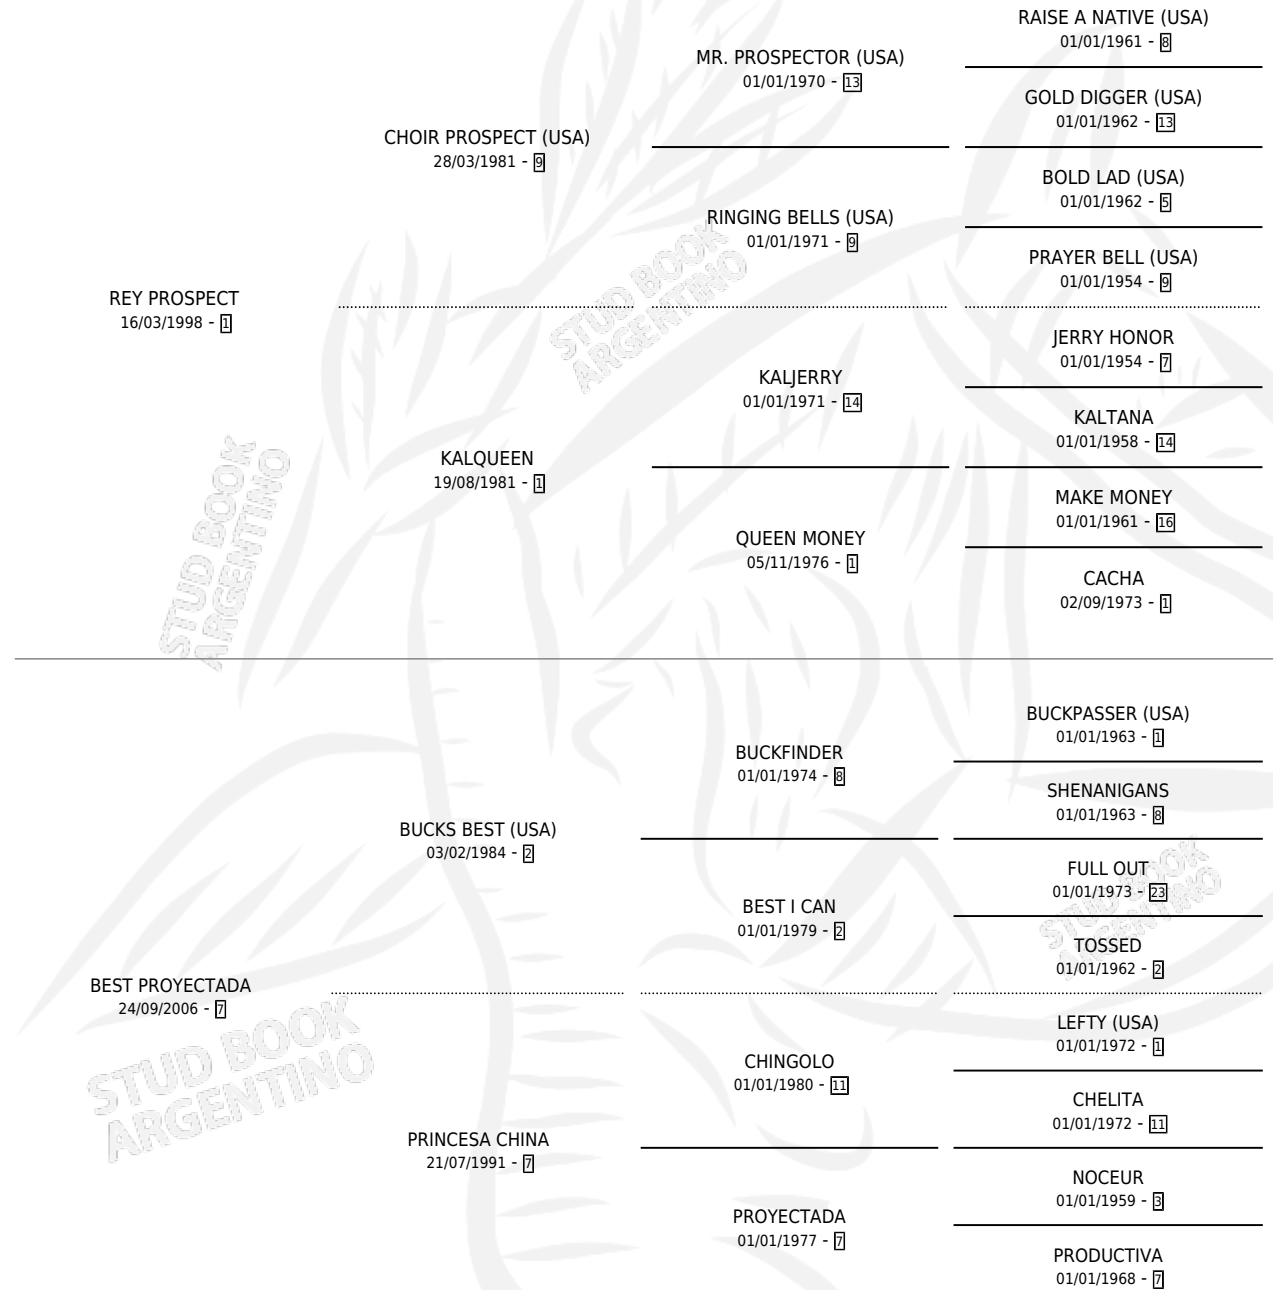 RAISE A NATIVE (USA)
01/01/1961 - 8
MR. PROSPECTOR (USA)
01/01/1970 - 13
GOLD DIGGER (USA)
01/01/1962 - 13
CHOIR PROSPECT (USA)
28/03/1981 - 9
BOLD LAD (USA)
01/01/1962 - 5
RINGING BELLS (USA)
01/01/1971 - 9
PRAYER BELL (USA)
01/01/1954 - 9
REY PROSPECT
16/03/1998 - 1
JERRY HONOR
01/01/1954 - 7
KALJERRY
01/01/1971 - 14
KALTANA
01/01/1958 - 14
KALQUEEN
19/08/1981 - 1
MAKE MONEY
01/01/1961 - 16
QUEEN MONEY
05/11/1976 - 1
CACHA
02/09/1973 - 1
BUCKPASSER (USA)
01/01/1963 - 1
BUCKFINDER
01/01/1974 - 8
SHENANIGANS
01/01/1963 - 8
BUCKS BEST (USA)
03/02/1984 - 2
FULL OUT
01/01/1973 - 23
BEST I CAN
01/01/1979 - 2
TOSSED
01/01/1962 - 2
BEST PROYECTADA
24/09/2006 - 7
LEFTY (USA)
01/01/1972 - 1
CHINGOLO
01/01/1980 - 11
CHELITA
01/01/1972 - 11
PRINCESA CHINA
21/07/1991 - 7
NOCEUR
01/01/1959 - 3
PROYECTADA
01/01/1977 - 7
PRODUCTIVA
01/01/1968 - 7
STUD BOOK
ARGENTINO
STUD BOOK
ARGENTINO
STUD BOOK
ARGENTINO
STUD BOOK
ARGENTINO